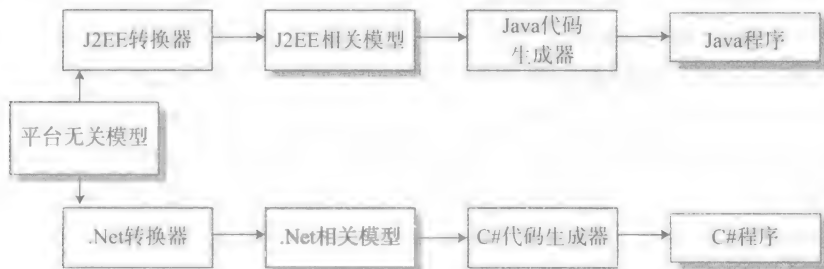 J2EE转换器
J2EE相关模型
Java代码
生成器
Java程序
平台无关模型
.Net转换器
.Net相关模型
C#代码生成器
C#程序